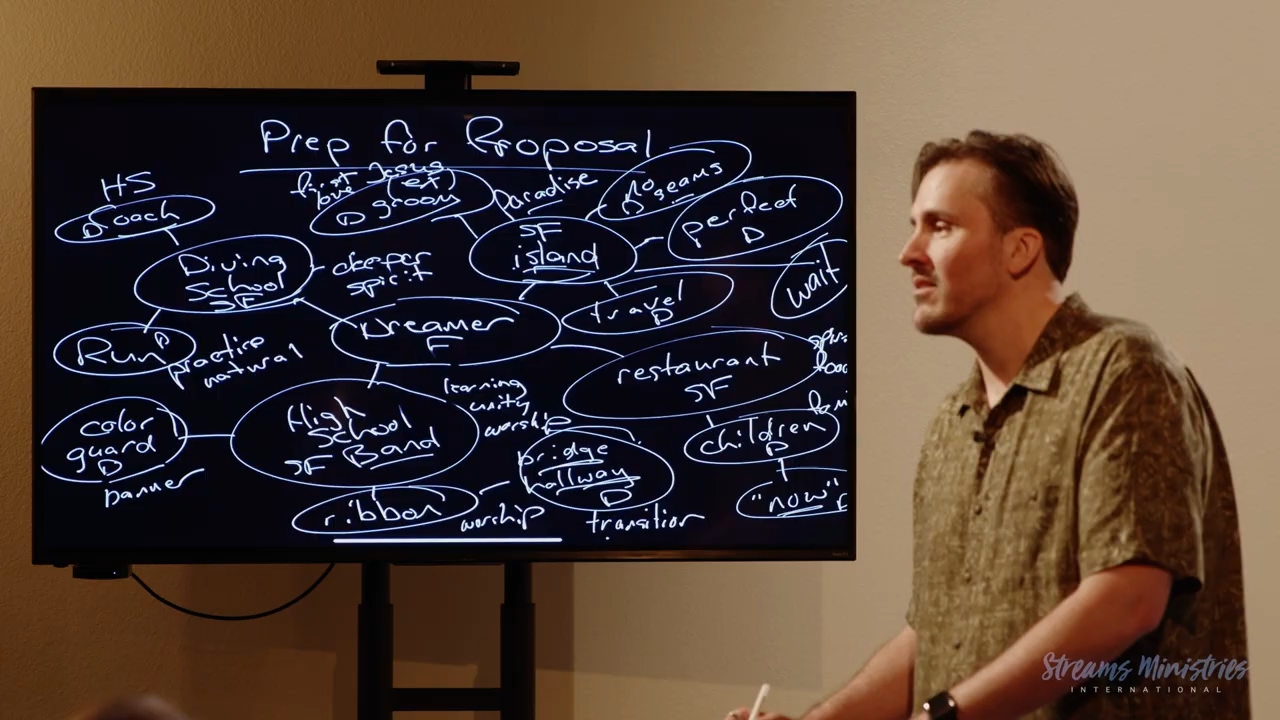 Prep for Proposal
HS
Coach
D
Diving
School
SF
deeper
spirit
Run D
practice
natural
first
love
Jesus
(ex)
D groom
Paradise
SF
island
no
D seams
perfect
D
wait
travel
D
Dreamer
F
restaurant
SF
children
D
"now"
color
guard
D
banner
High
School
SF Band
learning
unity
worship
ribbon
worship
bridge
hallway
D
transition
Streams Ministries
INTERNATIONAL